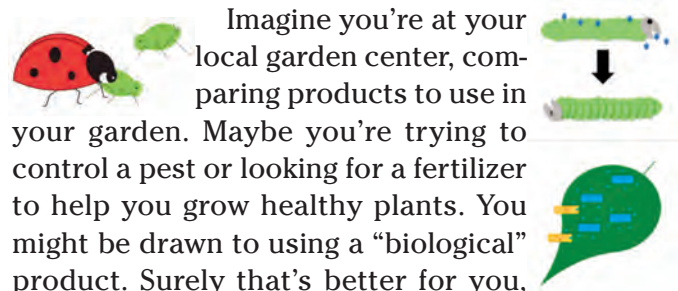 Imagine you’re at your
local garden center, com-
paring products to use in
your garden. Maybe you’re trying to
control a pest or looking for a fertilizer
to help you grow healthy plants. You
might be drawn to using a “biological”
product. Surely that’s better for you,